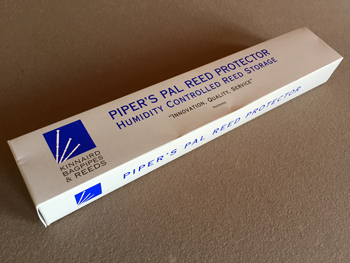 PIPER'S PAL REED PROTECTOR
HUMIDITY CONTROLLED REED STORAGE
"INNOVATION, QUALITY, SERVICE"
KINNAIRD
BAGPIPES
& REEDS
PIPER'S PAL REED PROTECTOR